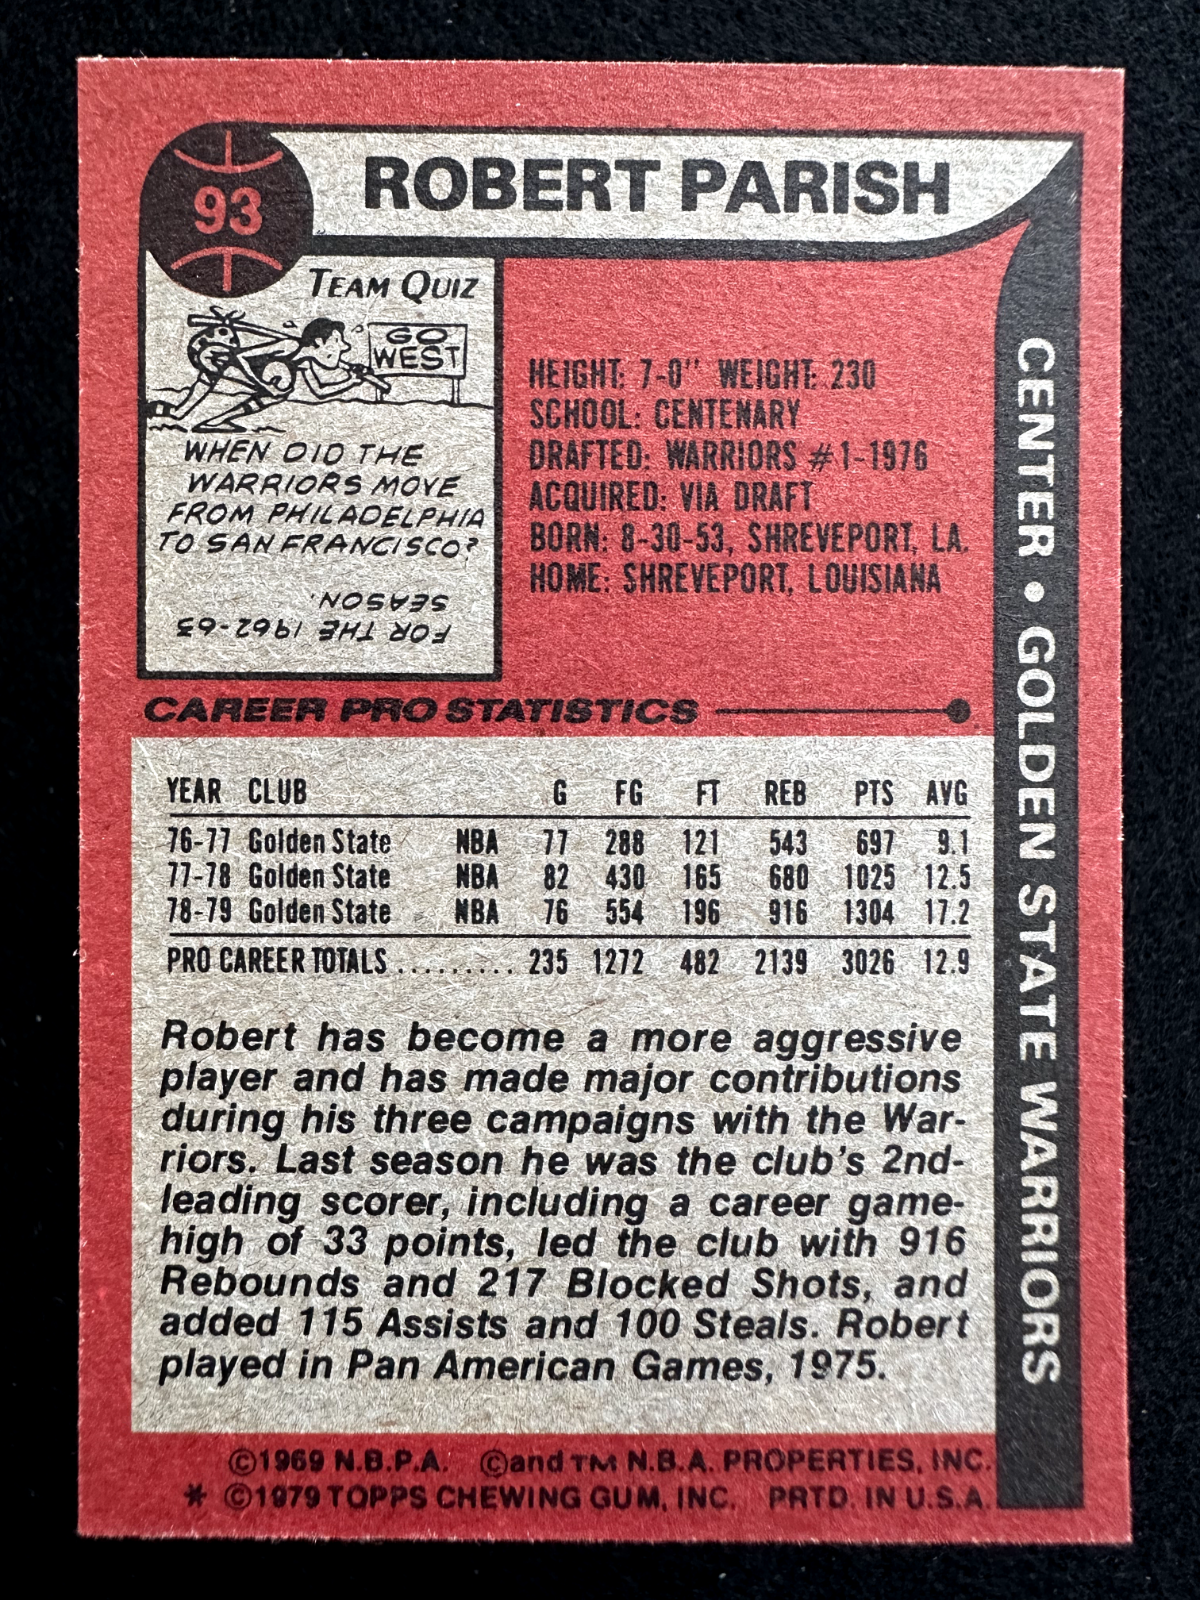 93
ROBERT PARISH
TEAM QUIZ
GO
WEST
WHEN DID THE
WARRIORS MOVE
FROM PHILADELPHIA
TO SAN FRANCISCO?
FOR THE 1962-63
SEASON.
HEIGHT: 7-0" WEIGHT: 230
SCHOOL: CENTENARY
DRAFTED: WARRIORS #1-1976
ACQUIRED: VIA DRAFT
BORN: 8-30-53, SHREVEPORT, LA.
HOME: SHREVEPORT, LOUISIANA
CENTER • GOLDEN STATE WARRIORS
CAREER PRO STATISTICS
YEAR CLUB G FG FT REB PTS AVG
76-77 Golden State NBA 77 288 121 543 697 9.1
77-78 Golden State NBA 82 430 165 680 1025 12.5
78-79 Golden State NBA 76 554 196 916 1304 17.2
PRO CAREER TOTALS ......... 235 1272 482 2139 3026 12.9
Robert has become a more aggressive
player and has made major contributions
during his three campaigns with the War-
riors. Last season he was the club's 2nd-
leading scorer, including a career game-
high of 33 points, led the club with 916
Rebounds and 217 Blocked Shots, and
added 115 Assists and 100 Steals. Robert
played in Pan American Games, 1975.
©1969 N.B.P.A. ©and TM N.B.A. PROPERTIES, INC.
* ©1979 TOPPS CHEWING GUM, INC. PRTD. IN U.S.A.